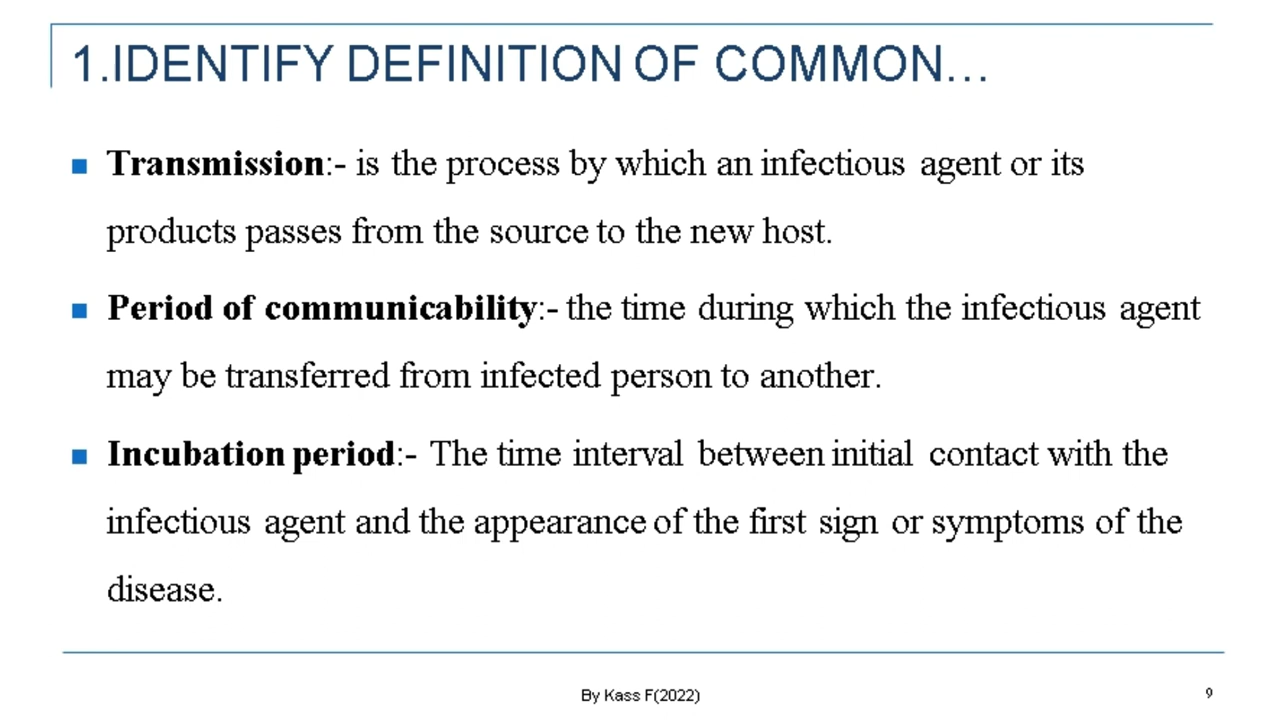 1.IDENTIFY DEFINITION OF COMMON...
Transmission:- is the process by which an infectious agent or its
products passes from the source to the new host.
Period of communicability:- the time during which the infectious agent
may be transferred from infected person to another.
Incubation period:- The time interval between initial contact with the
infectious agent and the appearance of the first sign or symptoms of the
disease.
By Kass F(2022)
9